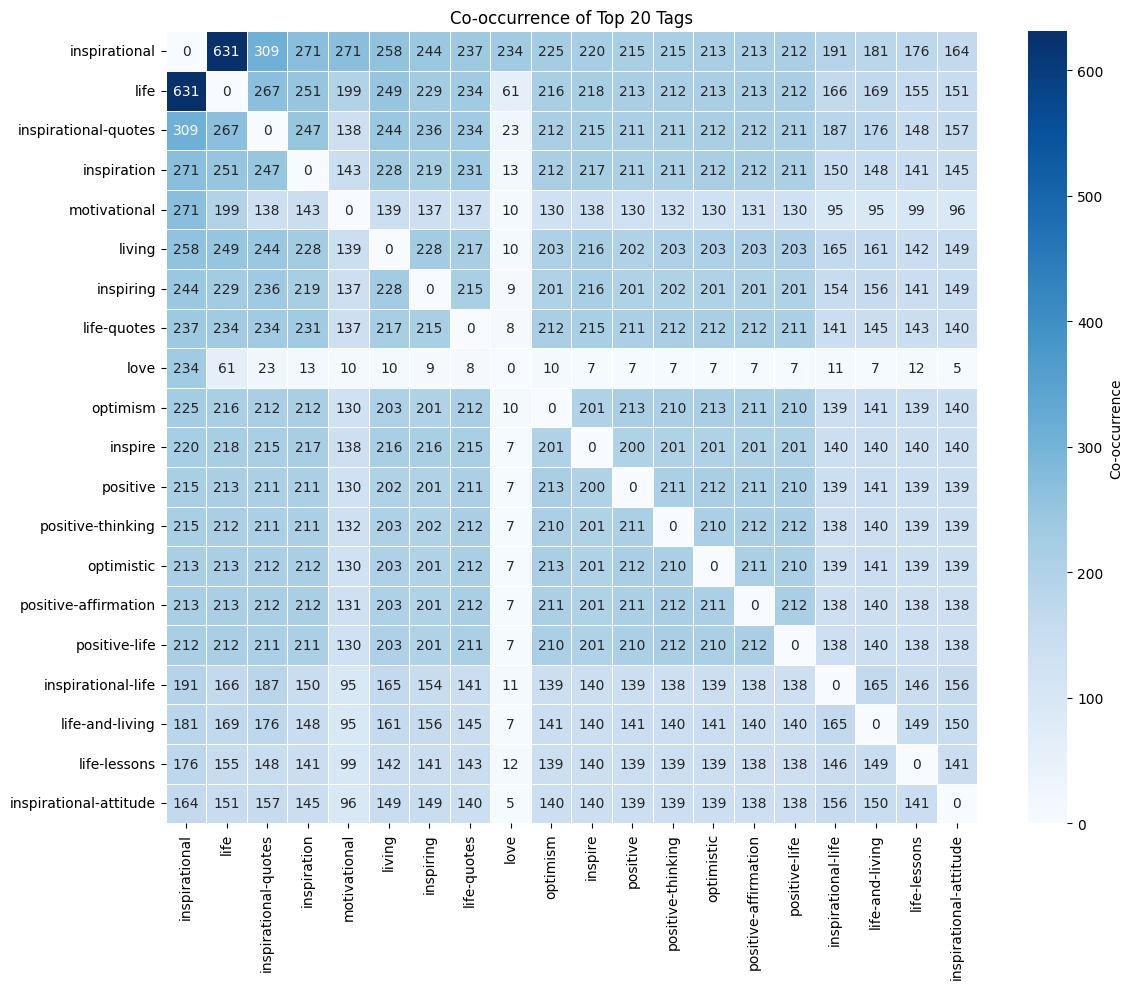 Co-occurrence of Top 20 Tags
inspirational 0 631 309 271 271 258 244 237 234 225 220 215 215 213 213 212 191 181 176 164
life 631 0 267 251 199 249 229 234 61 216 218 213 212 213 213 212 166 169 155 151
inspirational-quotes 309 267 0 247 138 244 236 234 23 212 215 211 211 212 212 211 187 176 148 157
inspiration 271 251 247 0 143 228 219 231 13 212 217 211 211 212 212 211 150 148 141 145
motivational 271 199 138 143 0 139 137 137 10 130 138 130 132 130 131 130 95 95 99 96
living 258 249 244 228 139 0 228 217 10 203 216 202 203 203 203 203 165 161 142 149
inspiring 244 229 236 219 137 228 0 215 9 201 216 201 202 201 201 201 154 156 141 149
life-quotes 237 234 234 231 137 217 215 0 8 212 215 211 212 212 212 211 141 145 143 140
love 234 61 23 13 10 10 9 8 0 10 7 7 7 7 7 7 11 7 12 5
optimism 225 216 212 212 130 203 201 212 10 0 201 213 210 213 211 210 139 141 139 140
inspire 220 218 215 217 138 216 216 215 7 201 0 200 201 201 201 201 140 140 140 140
positive 215 213 211 211 130 202 201 211 7 213 200 0 211 212 211 210 139 141 139 139
positive-thinking 215 212 211 211 132 203 202 212 7 210 201 211 0 210 212 212 138 140 139 139
optimistic 213 213 212 212 130 203 201 212 7 213 201 212 210 0 211 210 139 141 139 139
positive-affirmation 213 213 212 212 131 203 201 212 7 211 201 211 212 211 0 212 138 140 138 138
positive-life 212 212 211 211 130 203 201 211 7 210 201 210 212 210 212 0 138 140 138 138
inspirational-life 191 166 187 150 95 165 154 141 11 139 140 139 138 139 138 138 0 165 146 156
life-and-living 181 169 176 148 95 161 156 145 7 141 140 141 140 141 140 140 165 0 149 150
life-lessons 176 155 148 141 99 142 141 143 12 139 140 139 139 139 138 138 146 149 0 141
inspirational-attitude 164 151 157 145 96 149 149 140 5 140 140 139 139 139 138 138 156 150 141 0
inspirational
life
inspirational-quotes
inspiration
motivational
living
inspiring
life-quotes
love
optimism
inspire
positive
positive-thinking
optimistic
positive-affirmation
positive-life
inspirational-life
life-and-living
life-lessons
inspirational-attitude
600
500
400
300
200
100
0
Co-occurrence